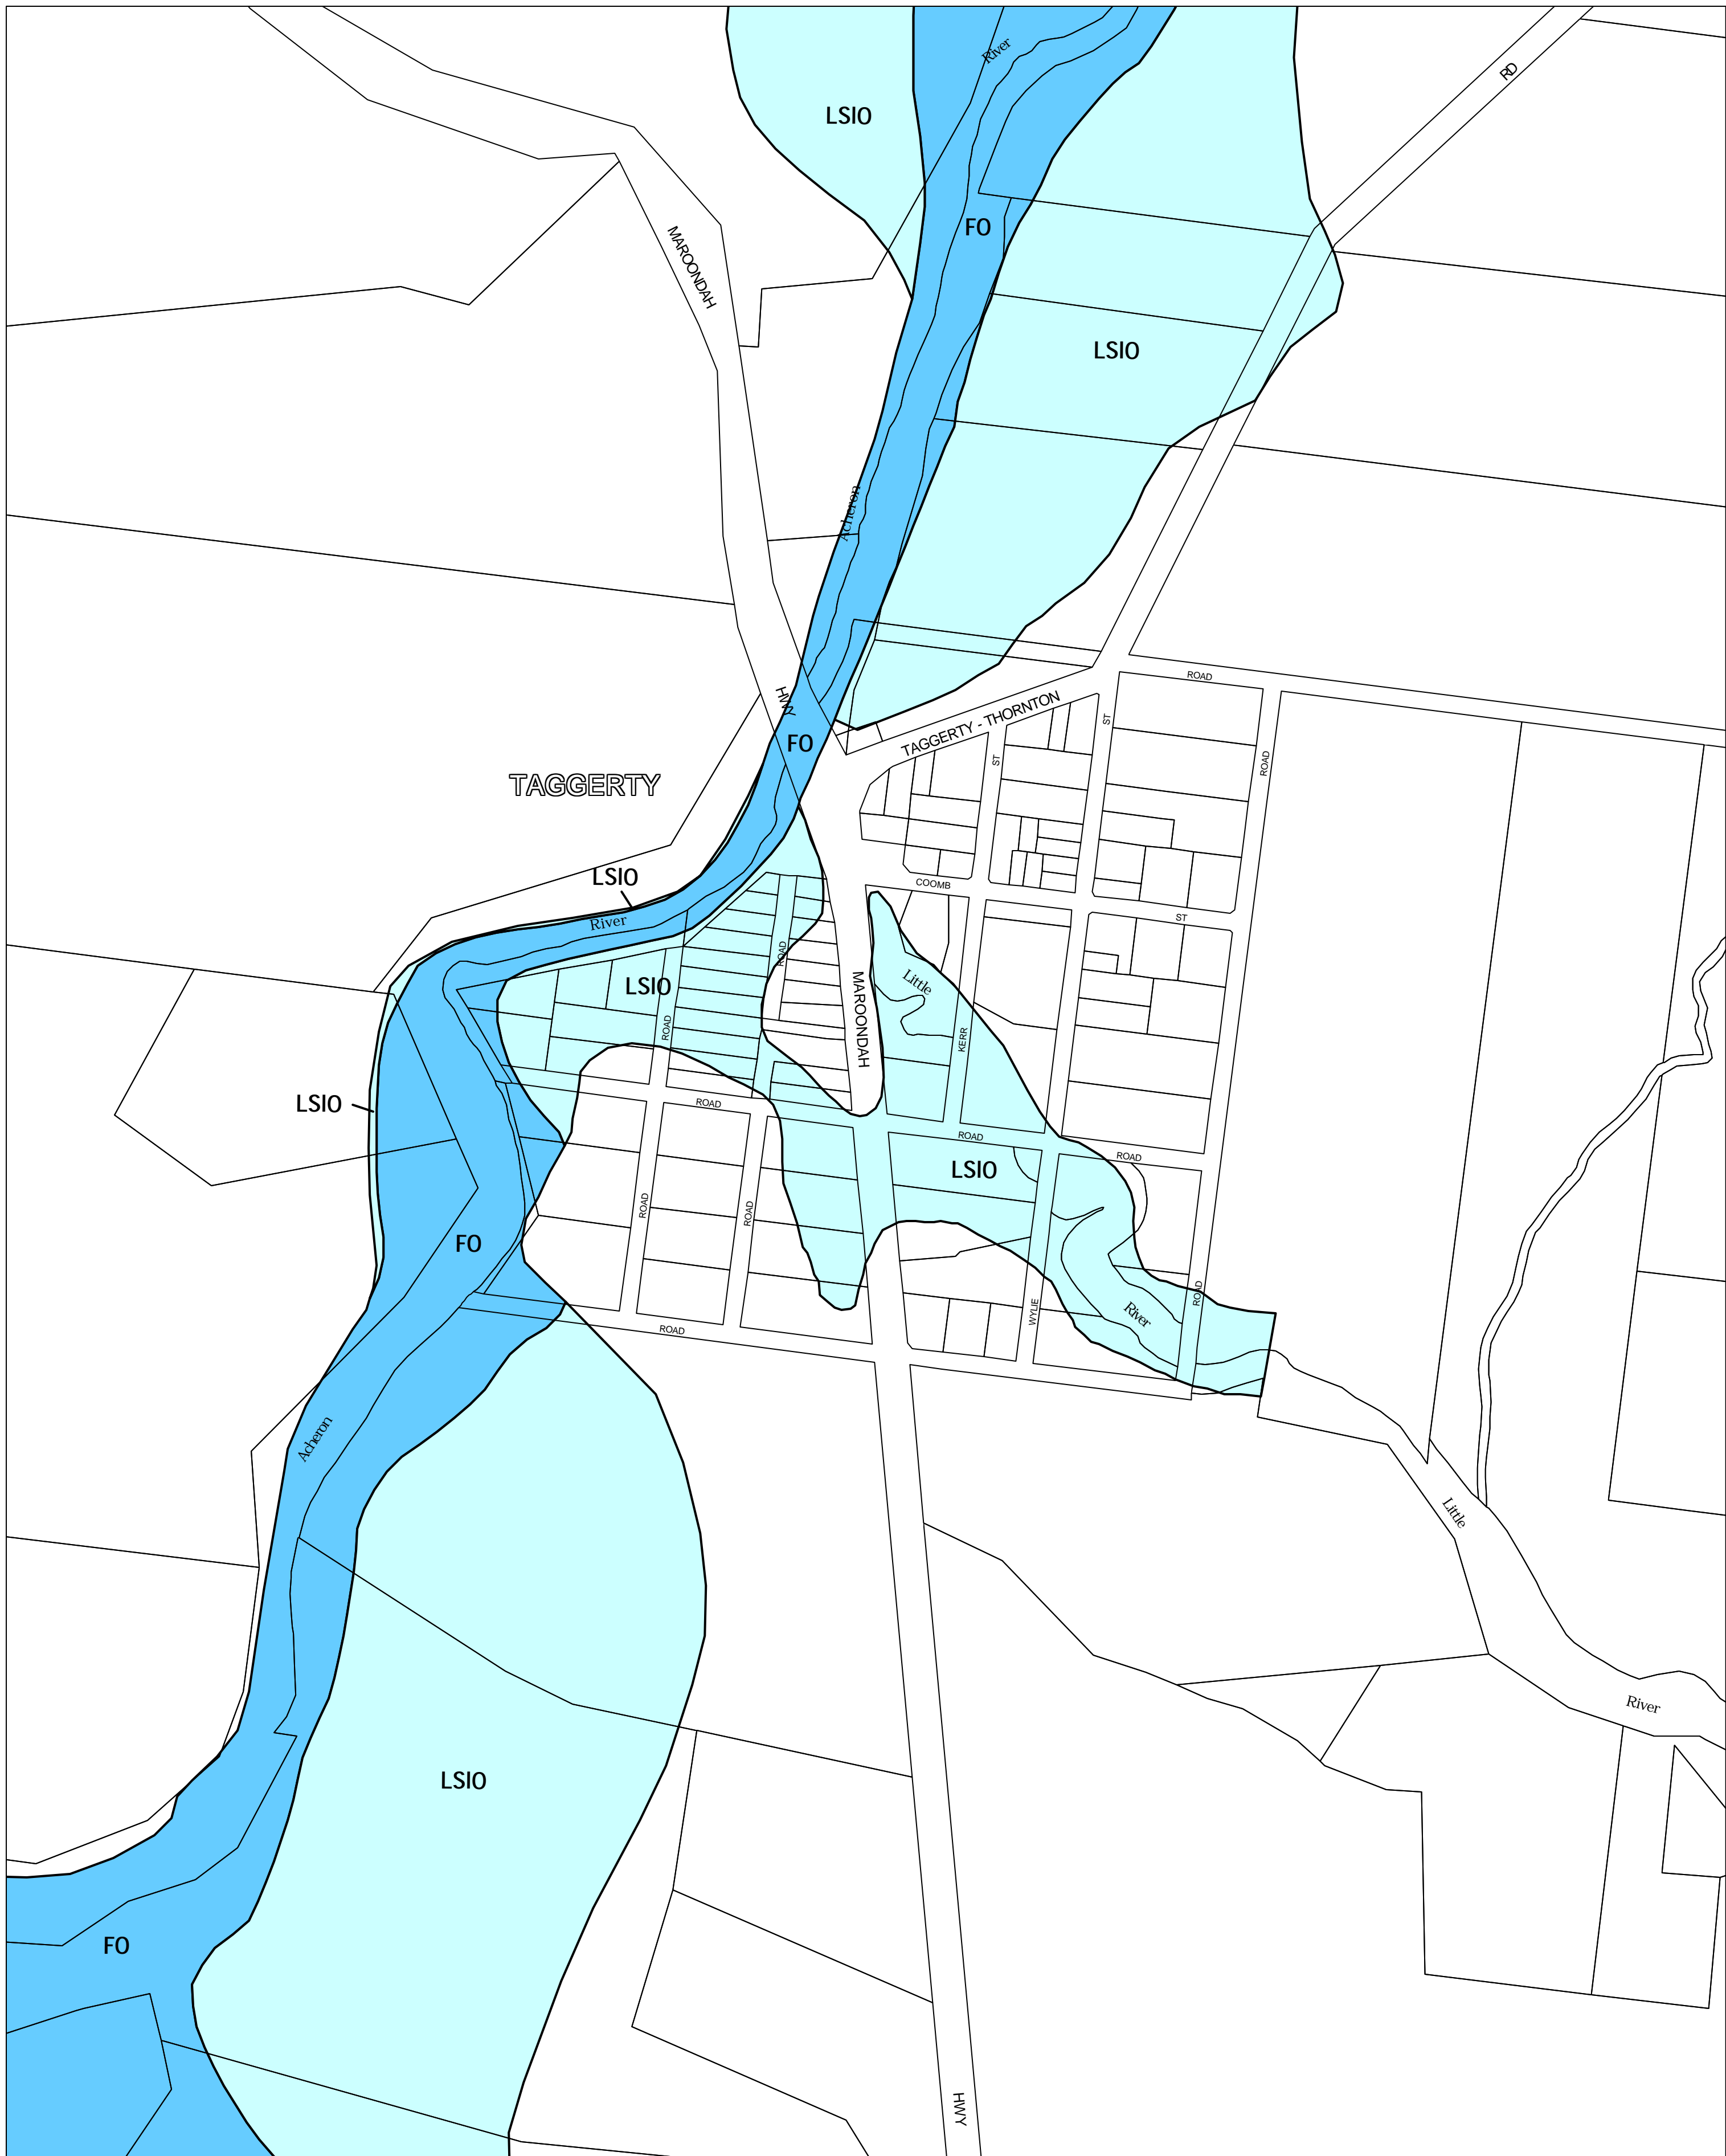 River
RD
LSIO
FO
MAROONDAH
LSIO
Acheron
ROAD
HWY
TAGGERTY - THORNTON
ST
FO
ST
ROAD
TAGGERTY
LSIO
COOMB
ST
River
ROAD
LSIO
Little
MAROONDAH
ROAD
KERR
LSIO
ROAD
ROAD
ROAD
LSIO
ROAD
ROAD
FO
ROAD
River
WYLIE
ROAD
Acheron
Little
River
LSIO
FO
HWY